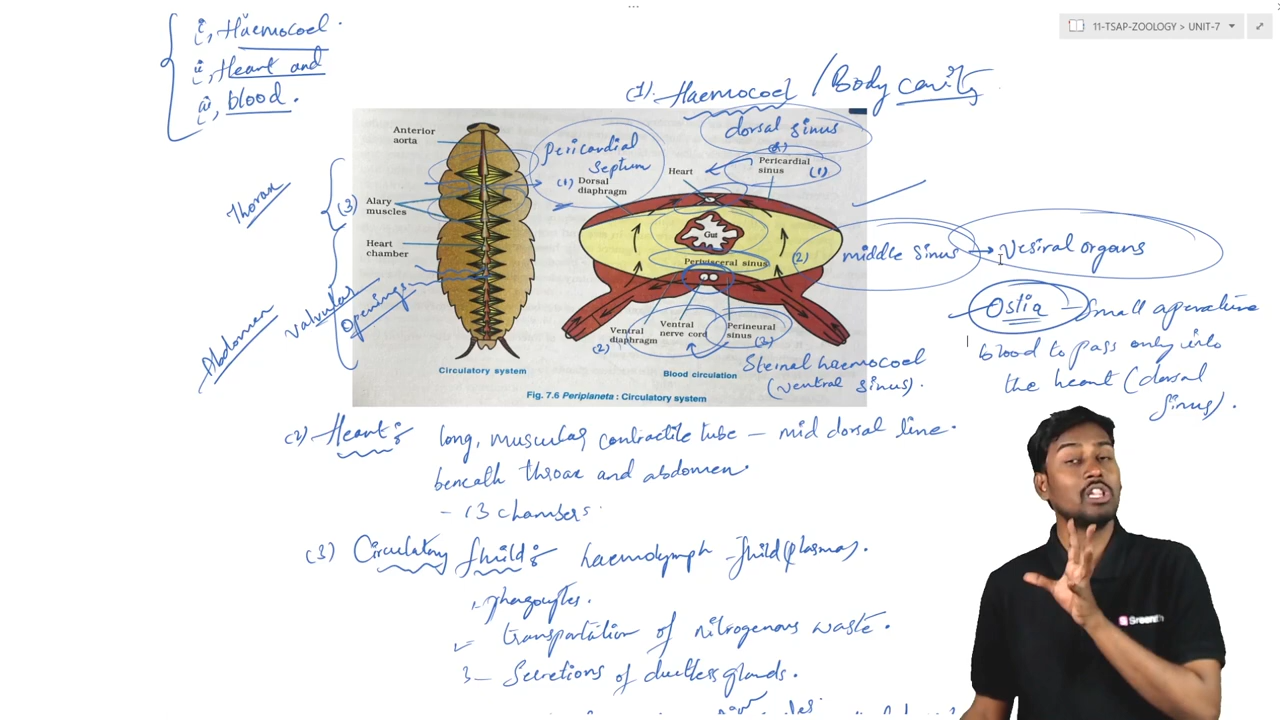 11-TSAP-ZOOLOGY > UNIT-7
i, Haemocoel.
ii, Heart and
iii, blood.
(1). Haemocoel / Body cavity
dorsal sinus
Pericardial
septum
(1) Dorsal
diaphragm
Heart
Pericardial
sinus (1)
Anterior
aorta
Thorax
(3)
Alary
muscles
Heart
chamber
Gut
Perivisceral sinus
(2) middle sinus → vesiral organs
Abdomen
Valvular
openings
Ostia - Small aperature
blood to pass only into
the heart (dorsal
sinus).
Ventral
diaphragm
(2)
Ventral
nerve cord
Perineural
sinus
(3)
Sternal haemocoel
(ventral sinus).
Circulatory system
Blood circulation
Fig. 7.6 Periplaneta : Circulatory system
(2) Heart : long, muscular contractile tube - mid dorsal line.
beneath throax and abdomen.
- 13 chambers
(3) Circulatory fluid : haemolymph - fluid (plasma).
1, phagocytes.
transportation of nitrogenous waste.
3 - Secretions of ductless glands.